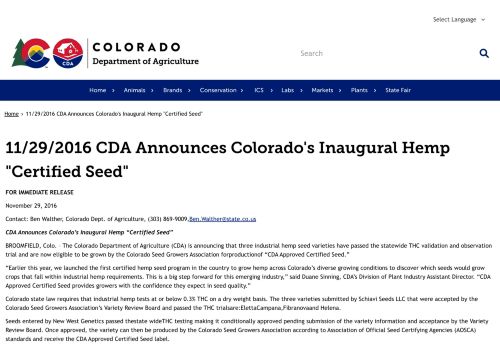 Select Language
COLORADO
Department of Agriculture
CO
CDA
Search
Home › Animals › Brands › Conservation › ICS › Labs › Markets › Plants › State Fair
Home › 11/29/2016 CDA Announces Colorado's Inaugural Hemp "Certified Seed"
11/29/2016 CDA Announces Colorado's Inaugural Hemp
"Certified Seed"
FOR IMMEDIATE RELEASE
November 29, 2016
Contact: Ben Walther, Colorado Dept. of Agriculture, (303) 869-9009,Ben.Walther@state.co.us
CDA Announces Colorado's Inaugural Hemp “Certified Seed”
BROOMFIELD, Colo. – The Colorado Department of Agriculture (CDA) is announcing that three industrial hemp seed varieties have passed the statewide THC validation and observation
trial and are now eligible to be grown by the Colorado Seed Growers Association forproductionof “CDA Approved Certified Seed.”
“Earlier this year, we launched the first certified hemp seed program in the country to grow hemp across Colorado's diverse growing conditions to discover which seeds would grow
crops that fall within industrial hemp requirements. This is a big step forward for this emerging industry,” said Duane Sinning, CDA's Division of Plant Industry Assistant Director. “CDA
Approved Certified Seed provides growers with the confidence they expect in seed quality.”
Colorado state law requires that industrial hemp tests at or below 0.3% THC on a dry weight basis. The three varieties submitted by Schiavi Seeds LLC that were accepted by the
Colorado Seed Growers Association's Variety Review Board and passed the THC trialsare:ElettaCampana,Fibranovaand Helena.
Seeds entered by New West Genetics passed thestate wideTHC testing making it conditionally approved pending submission of the variety information and acceptance by the Variety
Review Board. Once approved, the variety can then be produced by the Colorado Seed Growers Association according to Association of Official Seed Certifying Agencies (AOSCA)
standards and receive the CDA Approved Certified Seed label.